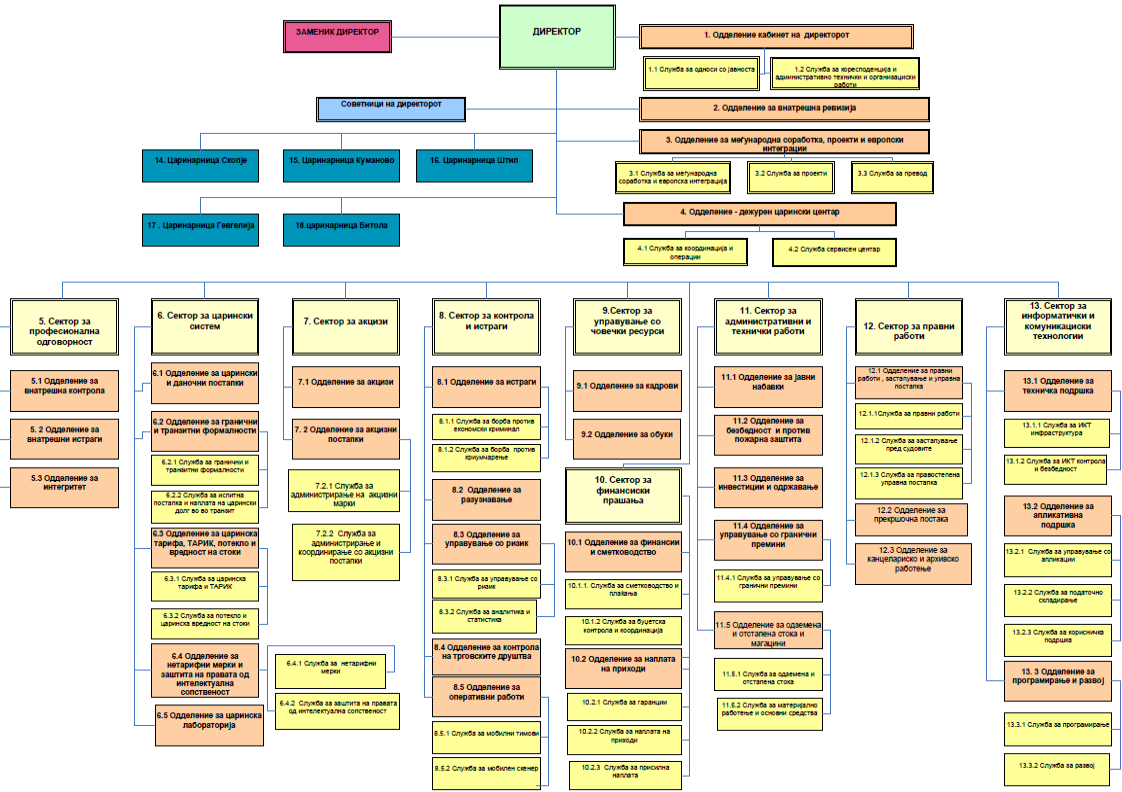 ЗАМЕНИК ДИРЕКТОР
ДИРЕКТОР
1. Одделение кабинет на директорот
1.1 Служба за односи со јавноста
1.2 Служба за коресподенција и
административно технички и организациски
работи
Советници на директорот
2. Одделение за внатрешна ревизија
3. Одделение за меѓународна соработка, проекти и европски
интеграции
3.1 Служба за меѓународна
соработка и европска интеграција
3.2 Служба за проекти
3.3 Служба за превод
14. Царинарница Скопје
15. Царинарница Куманово
16. Царинарница Штип
4. Одделение - дежурен царински центар
4.1 Служба за координација и
операции
4.2 Служба сервисен центар
17 . Царинарница Гевгелија
18.царинарница Битола
5. Сектор за
професионална
одговорност
5.1 Одделение за
внатрешна контрола
5. 2 Одделение за
внатрешни истраги
5.3 Одделение за
интегритет
6. Сектор за царински
систем
6.1 Одделение за царински
и даночни постапки
6.2 Одделение за гранични
и транзитни формалности
6.2.1 Служба за гранични и
транзитни формалности
6.2.2 Служба за испитна
постапка и наплата на царински
долг во во транзит
6.3 Одделение за царинска
тарифа, ТАРИК, потекло и
вредност на стоки
6.3.1 Служба за царинска
тарифа и ТАРИК
6.3.2 Служба за потекло и
царинска вредност на стоки
6.4 Одделение за
нетарифни мерки и
заштита на правата од
интелектуална
сопственост
6.4.1 Служба за нетарифни
мерки
6.4.2 Служба за заштита на правата
од интелектуална сопственост
6.5 Одделение за царинска
лабораторија
7. Сектор за акцизи
7.1 Одделение за акцизи
7. 2 Одделение за акцизни
постапки
7.2.1 Служба за
администрирање на акцизни
марки
7.2.2 Служба за
администрирање и
координирање со акцизни
постапки
8. Сектор за контрола
и истраги
8.1 Одделение за истраги
8.1.1 Служба за борба против
економски криминал
8.1.2 Служба за борба против
криумчарење
8.2 Одделение за
разузнавање
8.3 Одделение за
управување со ризик
8.3.1 Служба за управување со
ризик
8.3.2 Служба за аналитика и
статистика
8.4 Одделение за контрола
на трговските друштва
8.5 Одделение за
оперативни работи
8.5.1 Служба за мобилни тимови
8.5.2 Служба за мобилен скенер
9.Сектор за
управување со
човечки ресурси
9.1 Одделение за кадрови
9.2 Одделение за обуки
10. Сектор за
финансиски
прашања
10.1 Одделение за финансии
и сметководство
10.1.1. Служба за сметководство и
плаќања
10.1.2 Служба за буџетска
контрола и координација
10.2 Одделение за наплата
на приходи
10.2.1 Служба за гаранции
10.2.2 Служба за наплата на
приходи
10.2.3 Служба за присилна
наплата
11. Сектор за
административни и
технички работи
11.1 Одделение за јавни
набавки
11.2 Одделение за
безбедност и против
пожарна заштита
11.3 Одделение за
инвестиции и одржување
11.4 Одделение за
управување со гранични
премини
11.4.1 Служба за управување со
гранични премини
11.5 Одделение за одземена
и отстапена стока и
магацини
11.5.1 Служба за одземена и
отстапена стока
11.5.2 Служба за материјално
работење и основни средства
12. Сектор за правни
работи
12.1 Одделение за правни
работи , застапување и управна
постапка
12.1.1Служба за правни работи
12.1.2 Служба за застапување
пред судовите
12.1.3 Служба за правостелена
управна постапка
12.2 Одделение за
прекршочна постака
12.3 Одделение за
канцелариско и архивско
работење
13. Сектор за
информатички и
комуникациски
технологии
13.1 Одделение за
техничка подршка
13.1.1 Служба за ИКТ
инфраструктура
13.1.2 Служба за ИКТ контрола
и безбедност
13.2 Одделение за
апликативна
подршка
13.2.1 Служба за управување со
апликации
13.2.2 Служба за податочно
складирање
13.2.3 Служба за корисничка
подршка
13. 3 Одделение за
програмирање и развој
13.3.1 Служба за програмирање
13.3.2 Служба за развој